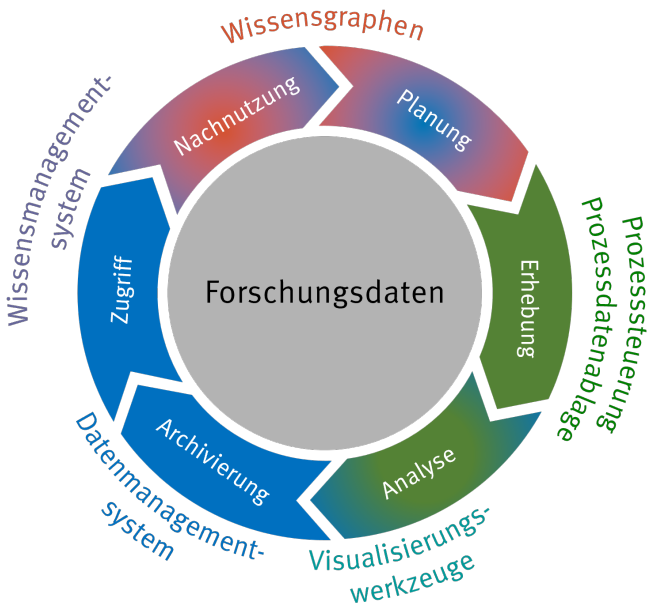 Wissensgraphen
Planung
Erhebung
Prozesssteuerung
Prozessdatenablage
Analyse
Visualisierungs-
werkzeuge
Archivierung
Datenmanagement-
system
Zugriff
Wissensmanagement-
system
Nachnutzung
Forschungsdaten